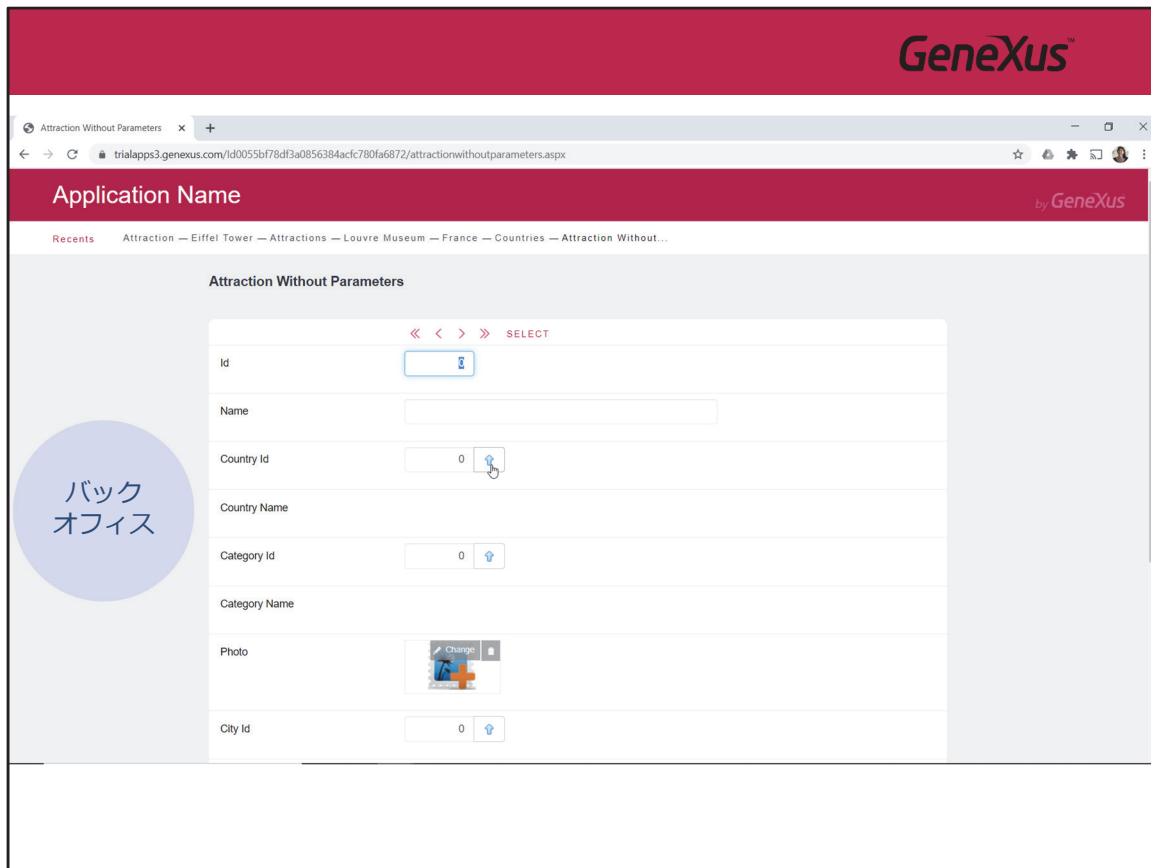 GeneXus™
Attraction Without Parameters
trialapps3.genexus.com/Id0055bf78df3a0856384acfc780fa6872/attractionwithoutparameters.aspx
Application Name
by GeneXus
Recents Attraction — Eiffel Tower — Attractions — Louvre Museum — France — Countries — Attraction Without...
Attraction Without Parameters
SELECT
Id 0
Name
Country Id 0
Country Name
Category Id 0
Category Name
Photo Change
City Id 0
バック
オフィス